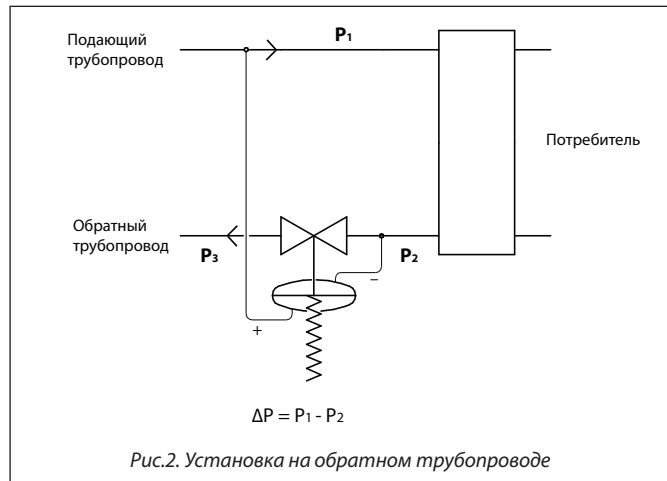 Подающий
трубопровод
P1
Потребитель
Обратный
трубопровод
P3
P2
–
+
ΔP = P1 - P2
Рис.2. Установка на обратном трубопроводе